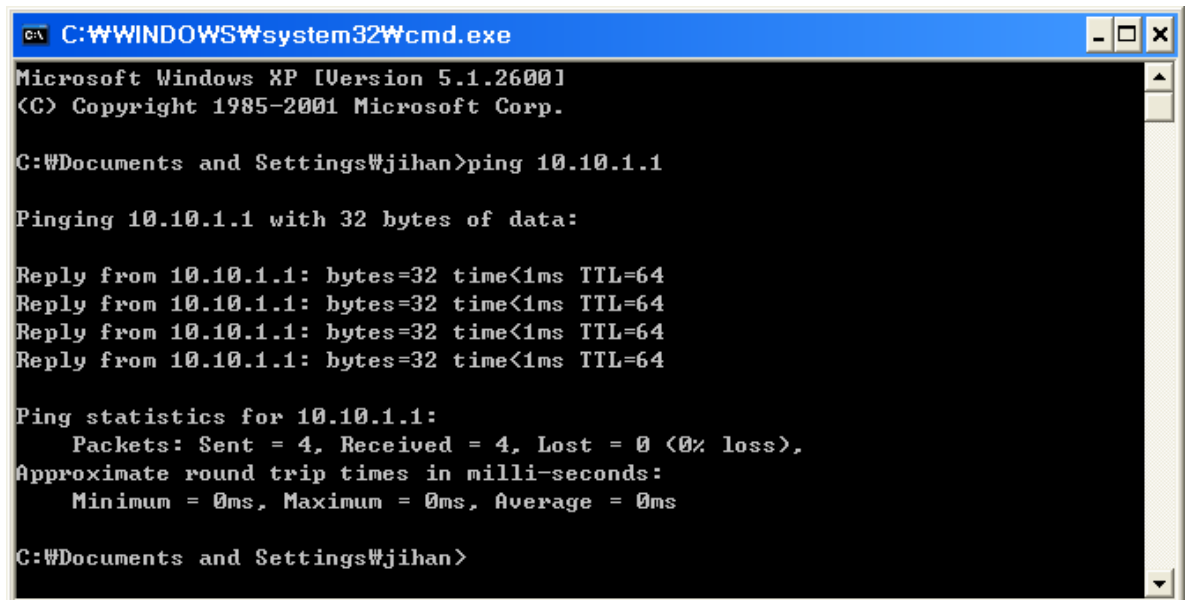 C:₩WINDOWS₩system32₩cmd.exe
Microsoft Windows XP [Version 5.1.2600]
(C) Copyright 1985-2001 Microsoft Corp.
C:₩Documents and Settings₩jihan>ping 10.10.1.1
Pinging 10.10.1.1 with 32 bytes of data:
Reply from 10.10.1.1: bytes=32 time<1ms TTL=64
Reply from 10.10.1.1: bytes=32 time<1ms TTL=64
Reply from 10.10.1.1: bytes=32 time<1ms TTL=64
Reply from 10.10.1.1: bytes=32 time<1ms TTL=64
Ping statistics for 10.10.1.1:
Packets: Sent = 4, Received = 4, Lost = 0 (0% loss),
Approximate round trip times in milli-seconds:
Minimum = 0ms, Maximum = 0ms, Average = 0ms
C:₩Documents and Settings₩jihan>